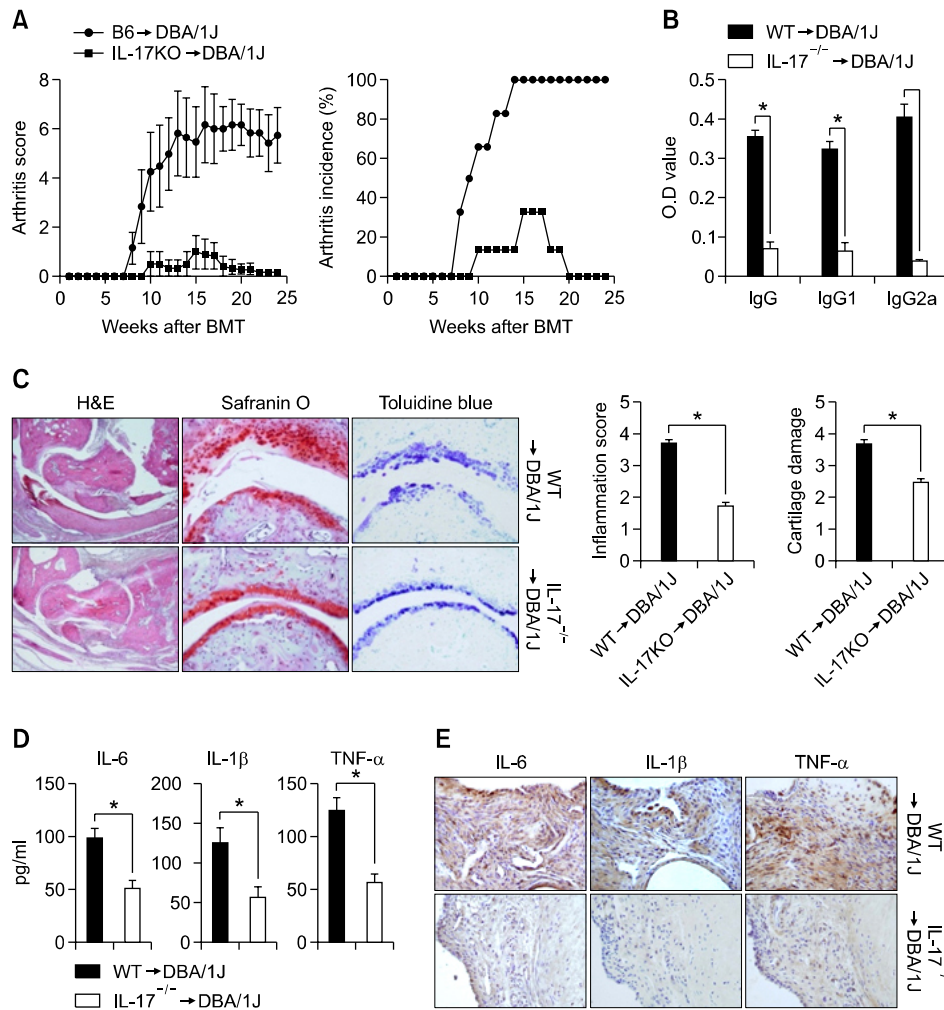 A
B6→DBA/1J
IL-17KO→DBA/1J
Arthritis score
8
6
4
2
0
0 5 10 15 20 25
Weeks after BMT
Arthritis incidence (%)
100
80
60
40
20
0
0 5 10 15 20 25
Weeks after BMT
B
WT→DBA/1J
IL-17⁻/⁻→DBA/1J
O.D value
0.5
0.4
0.3
0.2
0.1
0
* *
IgG IgG1 IgG2a
C
H&E Safranin O Toluidine blue
WT
→DBA/1J
IL-17⁻/⁻
→DBA/1J
Inflammation score
5
4
3
2
1
0
*
WT→DBA/1J
IL-17KO→DBA/1J
Cartilage damage
5
4
3
2
1
0
*
WT→DBA/1J
IL-17KO→DBA/1J
D
pg/ml
IL-6
150
100
50
0
*
IL-1β
200
150
100
50
0
*
TNF-α
150
100
50
0
*
WT→DBA/1J
IL-17⁻/⁻→DBA/1J
E
IL-6 IL-1β TNF-α
WT
→DBA/1J
IL-17⁻/
→DBA/1J